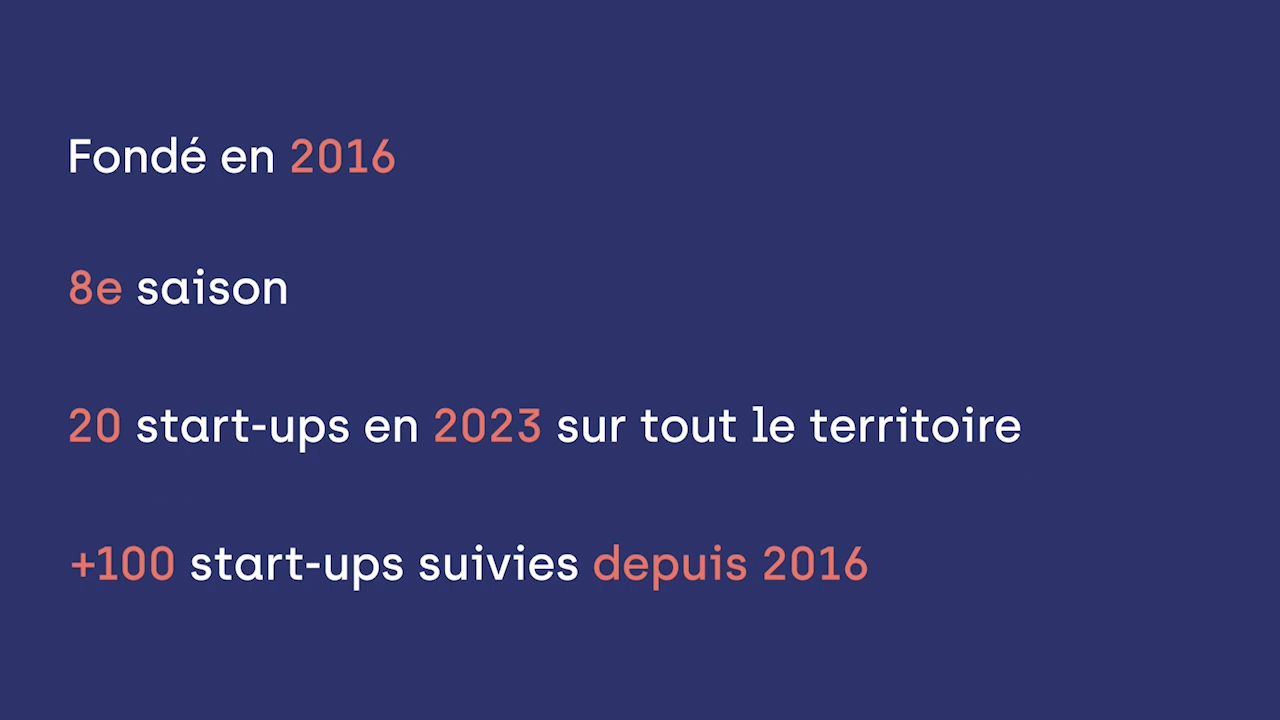 Fondé en 2016
8e saison
20 start-ups en 2023 sur tout le territoire
+100 start-ups suivies depuis 2016